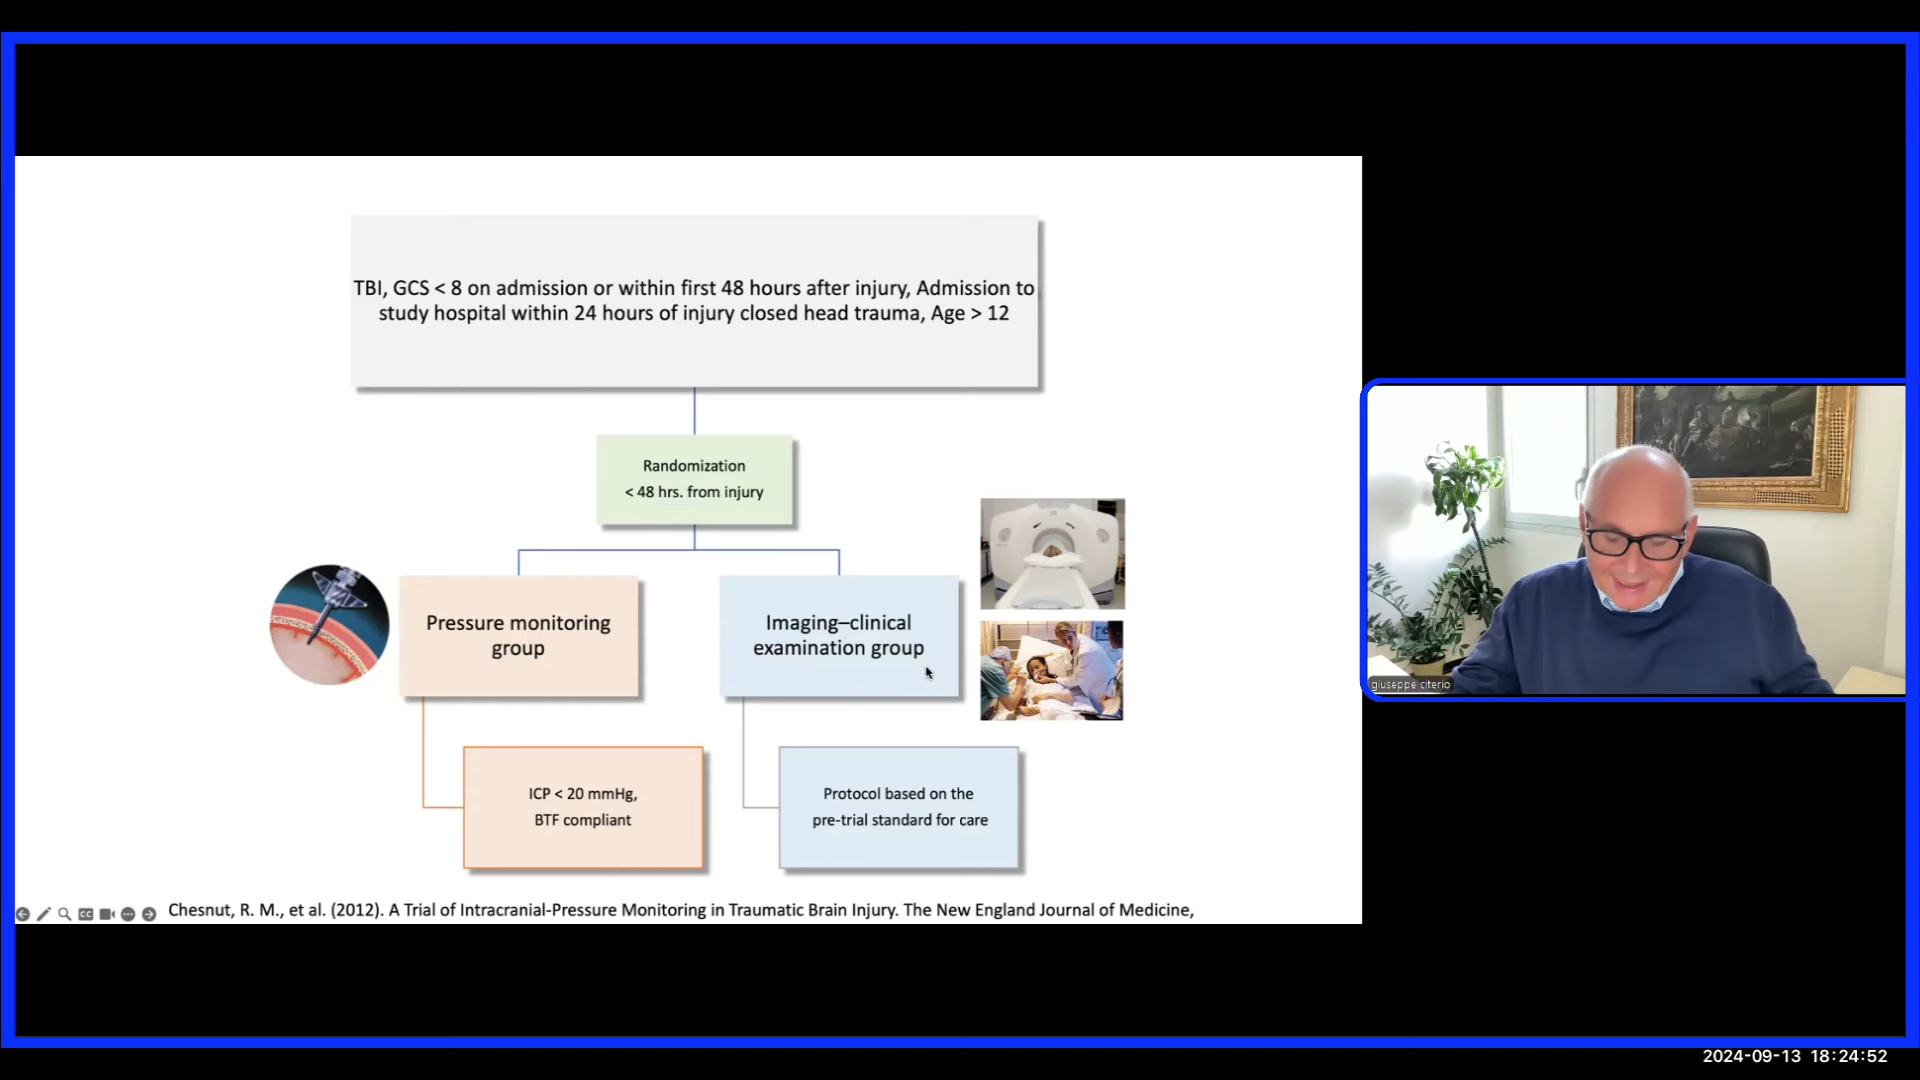 TBI, GCS < 8 on admission or within first 48 hours after injury, Admission to
study hospital within 24 hours of injury closed head trauma, Age > 12
Randomization
< 48 hrs. from injury
Pressure monitoring
group
Imaging–clinical
examination group
ICP < 20 mmHg,
BTF compliant
Protocol based on the
pre-trial standard for care
Chesnut, R. M., et al. (2012). A Trial of Intracranial-Pressure Monitoring in Traumatic Brain Injury. The New England Journal of Medicine,
giuseppe citerio
2024-09-13 18:24:52